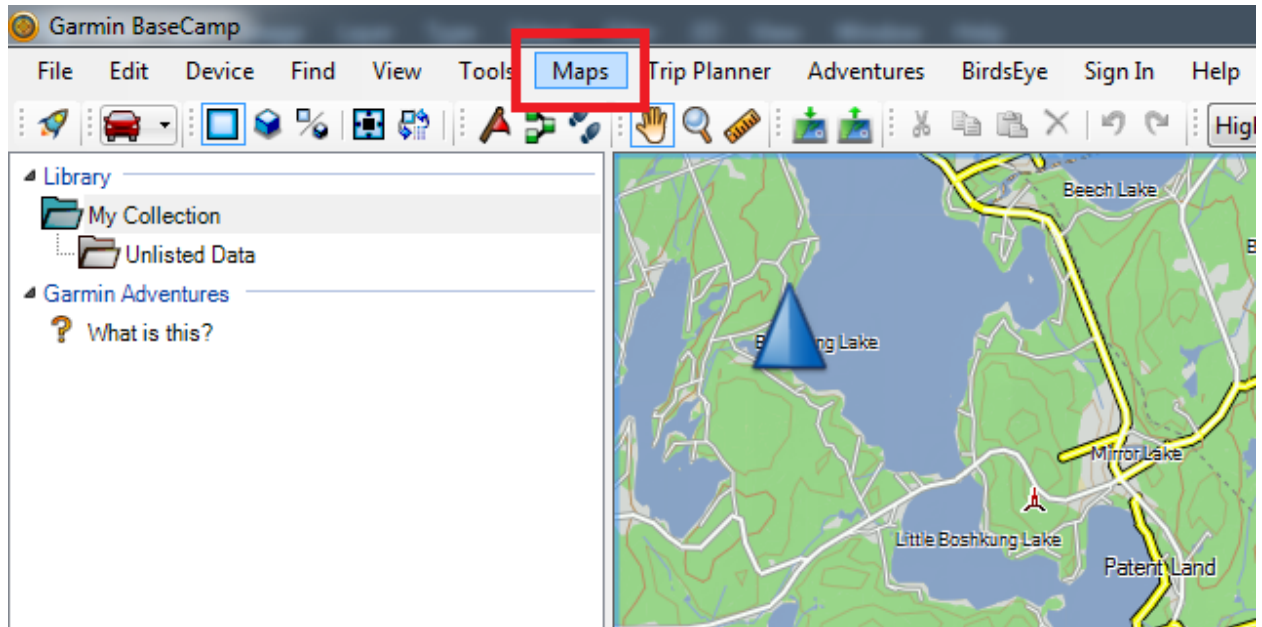 Garmin BaseCamp
File Edit Device Find View Tools Maps Trip Planner Adventures BirdsEye Sign In Help
Library
My Collection
Unlisted Data
Garmin Adventures
What is this?
Beech Lake
ng Lake
Mirror Lake
Little Boshkung Lake
Patent Land